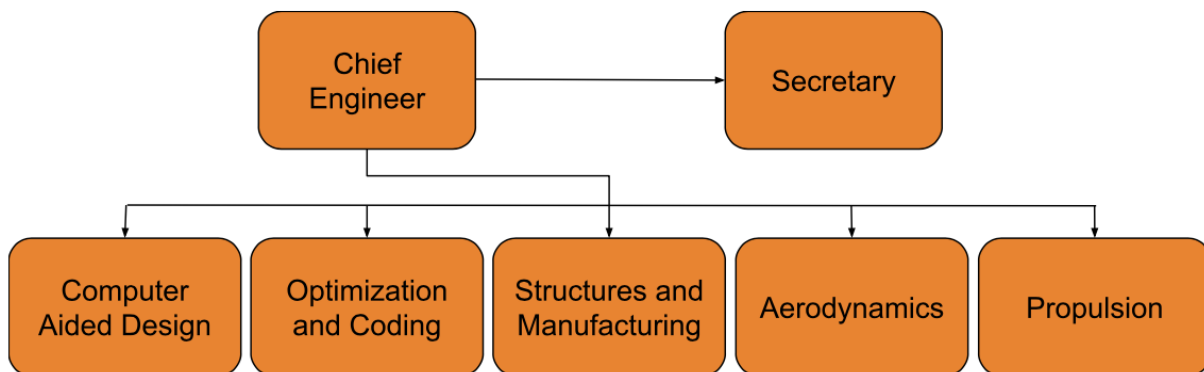 Chief
Engineer
Secretary
Computer
Aided Design
Optimization
and Coding
Structures and
Manufacturing
Aerodynamics
Propulsion